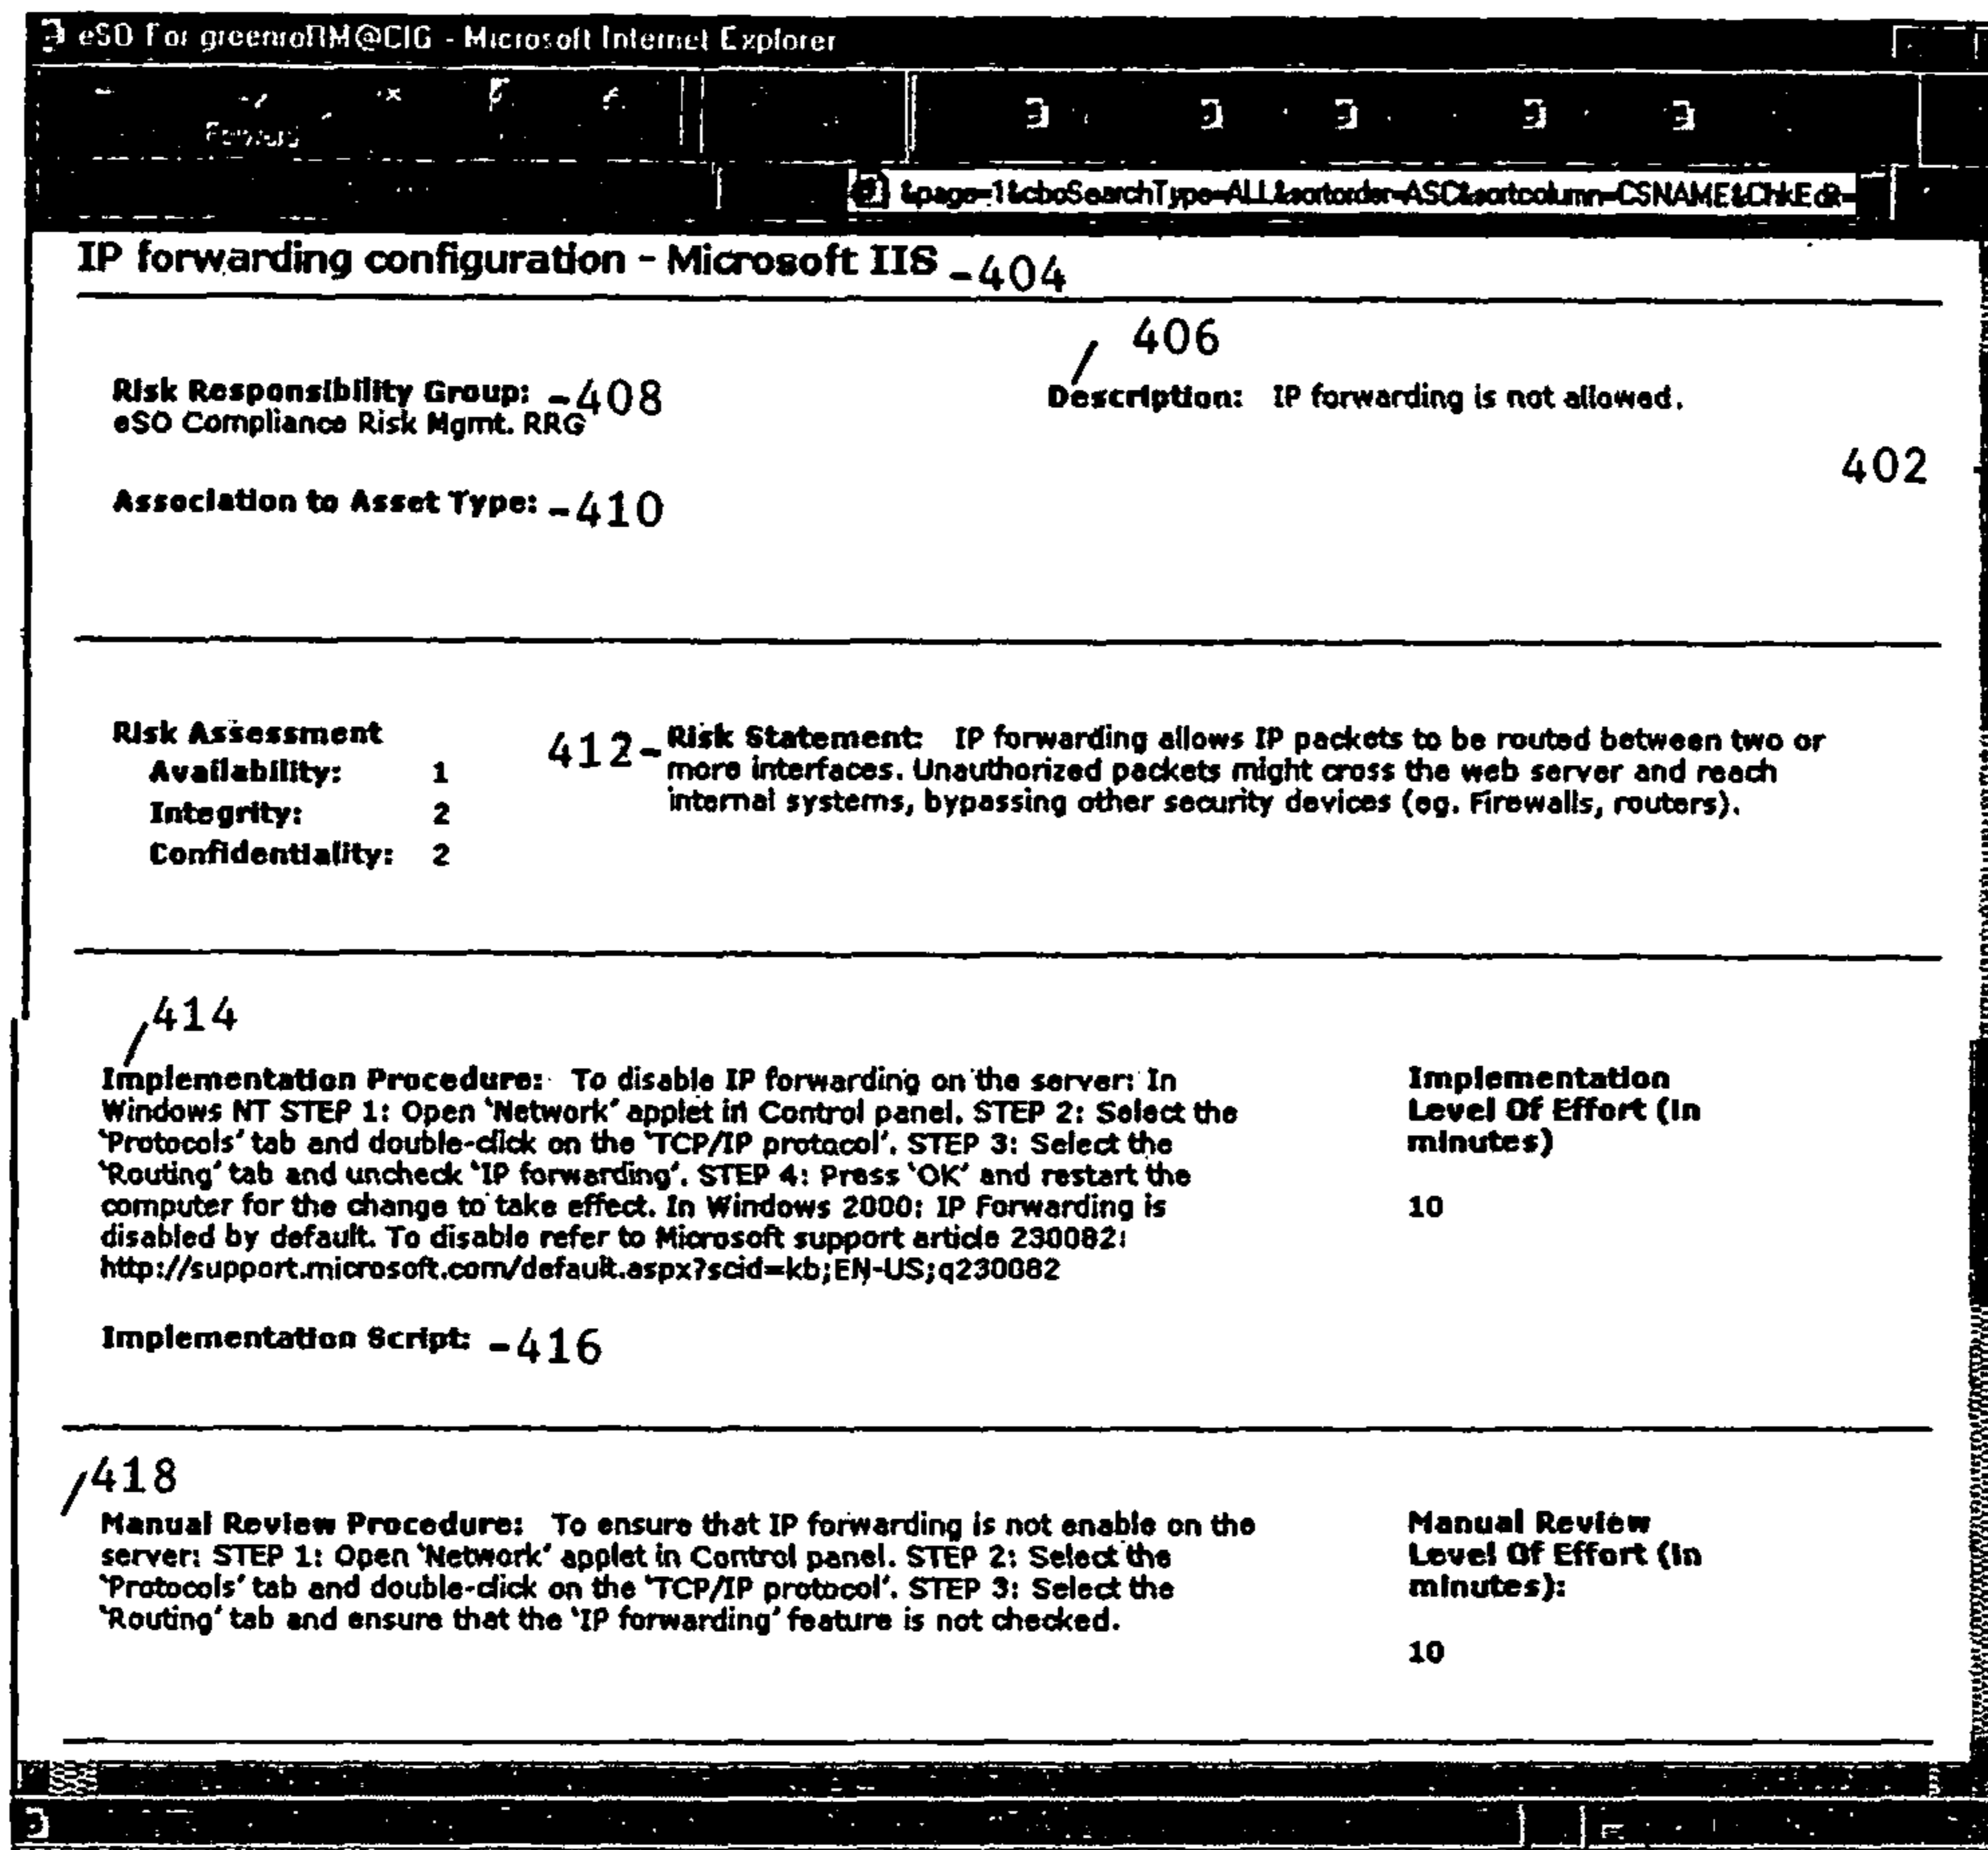 eSO For greenroRM@CIG - Microsoft Internet Explorer
Forward
&page=1&cboSearchType=ALL&sortorder=ASC&sortcolumn=CSNAME&ChkEdit=
IP forwarding configuration - Microsoft IIS -404
406
Risk Responsibility Group: -408
eSO Compliance Risk Mgmt. RRG
Description: IP forwarding is not allowed.
402
Association to Asset Type: -410
Risk Assessment
Availability: 1
Integrity: 2
Confidentiality: 2
412- Risk Statement: IP forwarding allows IP packets to be routed between two or
more interfaces. Unauthorized packets might cross the web server and reach
internal systems, bypassing other security devices (eg. Firewalls, routers).
414
Implementation Procedure: To disable IP forwarding on the server: In
Windows NT STEP 1: Open 'Network' applet in Control panel. STEP 2: Select the
'Protocols' tab and double-click on the 'TCP/IP protocol'. STEP 3: Select the
'Routing' tab and uncheck 'IP forwarding'. STEP 4: Press 'OK' and restart the
computer for the change to take effect. In Windows 2000: IP Forwarding is
disabled by default. To disable refer to Microsoft support article 230082:
http://support.microsoft.com/default.aspx?scid=kb;EN-US;q230082
Implementation
Level Of Effort (in
minutes)
10
Implementation Script: -416
418
Manual Review Procedure: To ensure that IP forwarding is not enable on the
server: STEP 1: Open 'Network' applet in Control panel. STEP 2: Select the
'Protocols' tab and double-click on the 'TCP/IP protocol'. STEP 3: Select the
'Routing' tab and ensure that the 'IP forwarding' feature is not checked.
Manual Review
Level Of Effort (in
minutes):
10